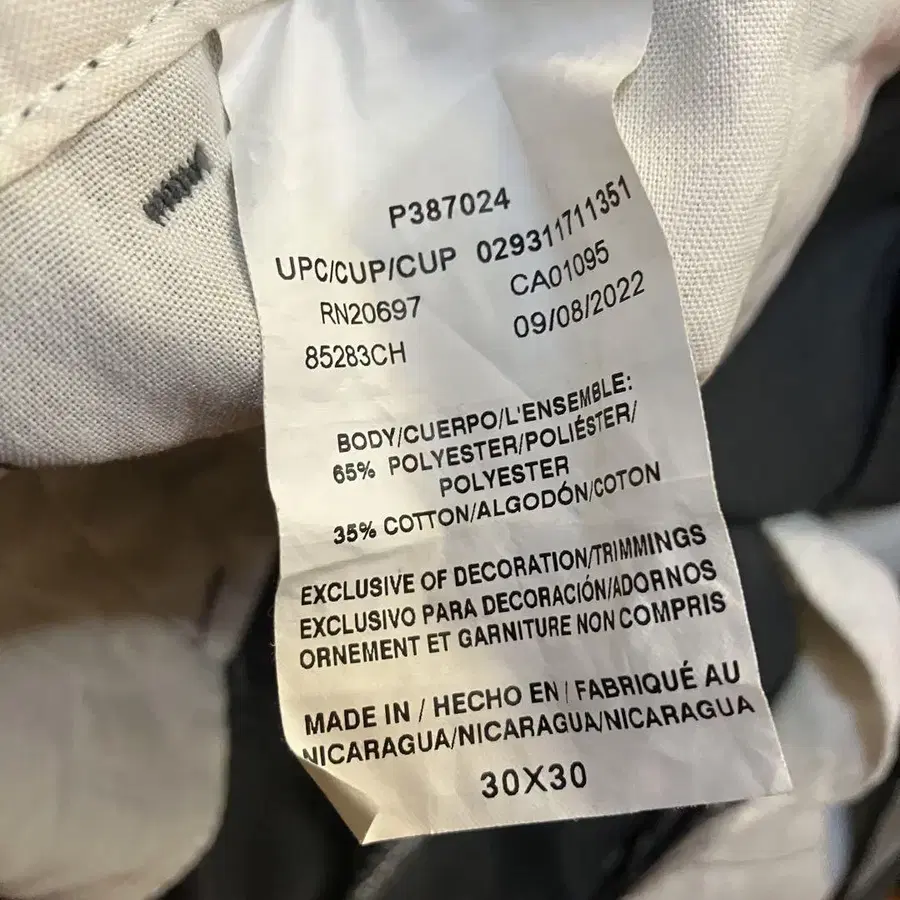 P387024
UPC/CUP/CUP 029311711351
RN20697 CA01095
85283CH 09/08/2022
BODY/CUERPO/L'ENSEMBLE:
65% POLYESTER/POLIÉSTER/
POLYESTER
35% COTTON/ALGODÓN/COTON
EXCLUSIVE OF DECORATION/TRIMMINGS
EXCLUSIVO PARA DECORACIÓN/ADORNOS
ORNEMENT ET GARNITURE NON COMPRIS
MADE IN / HECHO EN / FABRIQUÉ AU
NICARAGUA/NICARAGUA/NICARAGUA
30X30